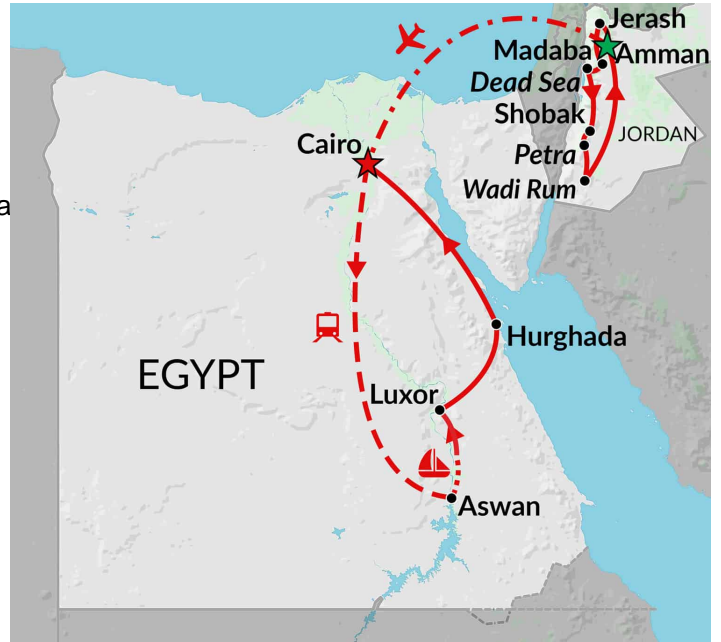 Jerash
Madaba
Amman
Dead Sea
Shobak
JORDAN
Cairo
Petra
Wadi Rum
a
Hurghada
EGYPT
Luxor
Aswan